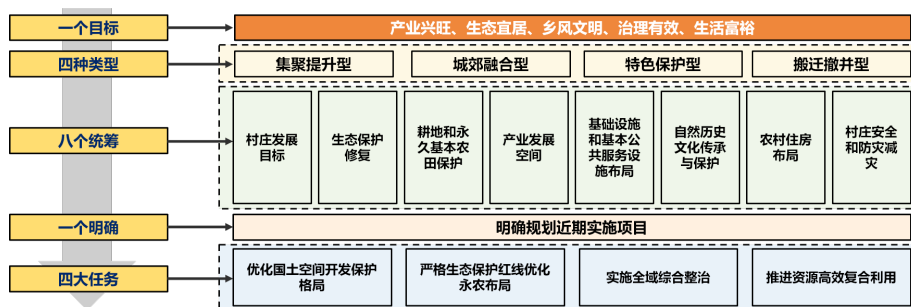 一个目标
产业兴旺、生态宜居、乡风文明、治理有效、生活富裕
四种类型
集聚提升型
城郊融合型
特色保护型
搬迁撤并型
八个统筹
村庄发展
目标
生态保护
修复
耕地和永
久基本农
田保护
产业发展
空间
基础设施
和基本公
共服务设
施布局
自然历史
文化传承
与保护
农村住房
布局
村庄安全
和防灾减
灾
一个明确
明确规划近期实施项目
四大任务
优化国土空间开发保护
格局
严格生态保护红线优化
永农布局
实施全域综合整治
推进资源高效复合利用